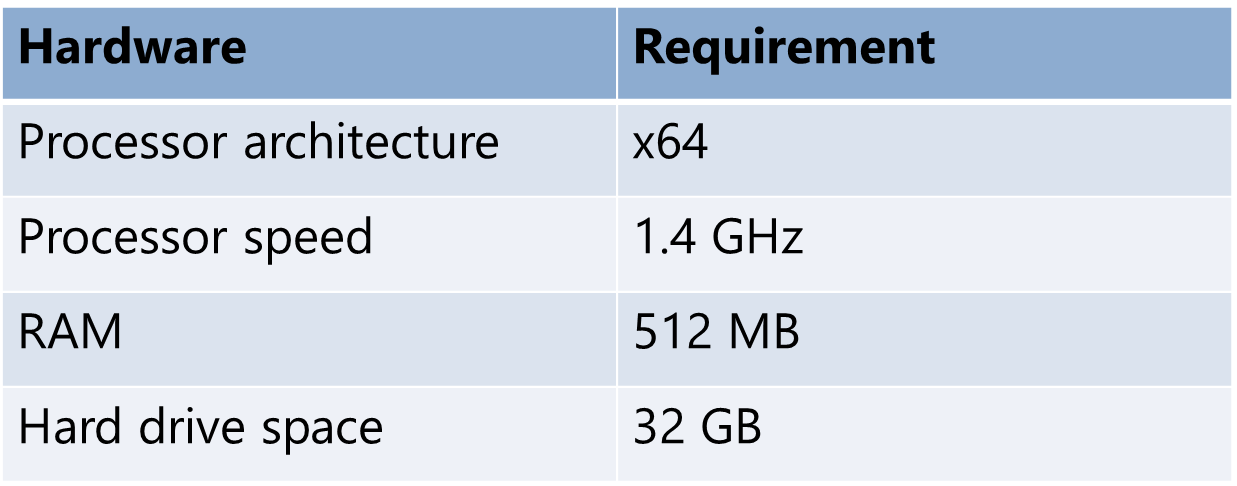 Hardware Requirement
Processor architecture x64
Processor speed 1.4 GHz
RAM 512 MB
Hard drive space 32 GB